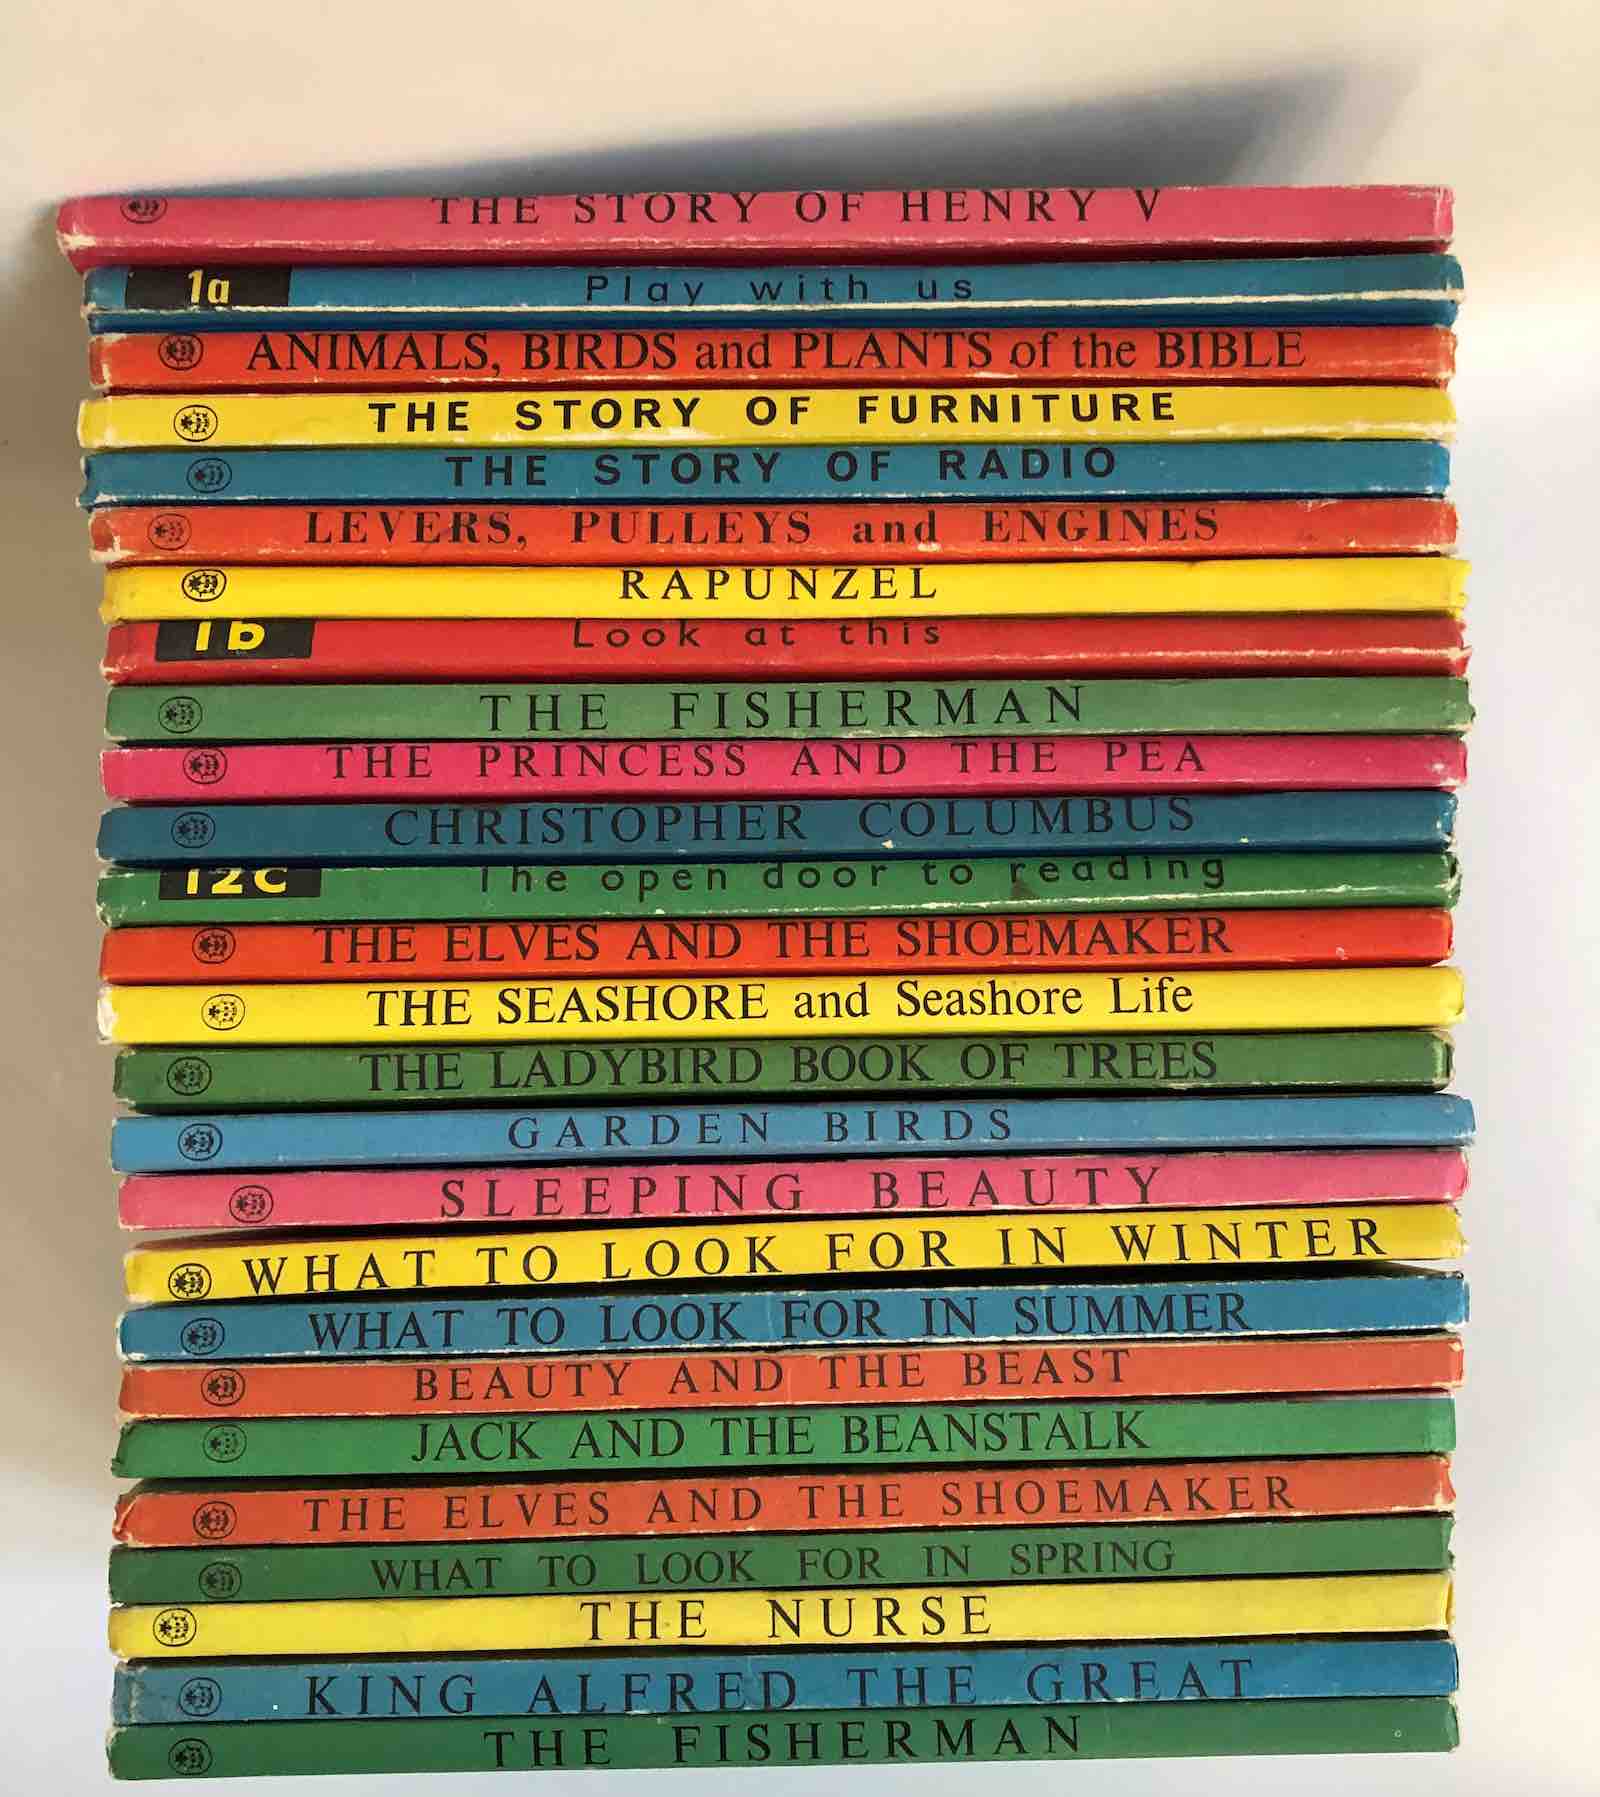 THE STORY OF HENRY V
1a Play with us
ANIMALS, BIRDS and PLANTS of the BIBLE
THE STORY OF FURNITURE
THE STORY OF RADIO
LEVERS, PULLEYS and ENGINES
RAPUNZEL
1b Look at this
THE FISHERMAN
THE PRINCESS AND THE PEA
CHRISTOPHER COLUMBUS
12c The open door to reading
THE ELVES AND THE SHOEMAKER
THE SEASHORE and Seashore Life
THE LADYBIRD BOOK OF TREES
GARDEN BIRDS
SLEEPING BEAUTY
WHAT TO LOOK FOR IN WINTER
WHAT TO LOOK FOR IN SUMMER
BEAUTY AND THE BEAST
JACK AND THE BEANSTALK
THE ELVES AND THE SHOEMAKER
WHAT TO LOOK FOR IN SPRING
THE NURSE
KING ALFRED THE GREAT
THE FISHERMAN